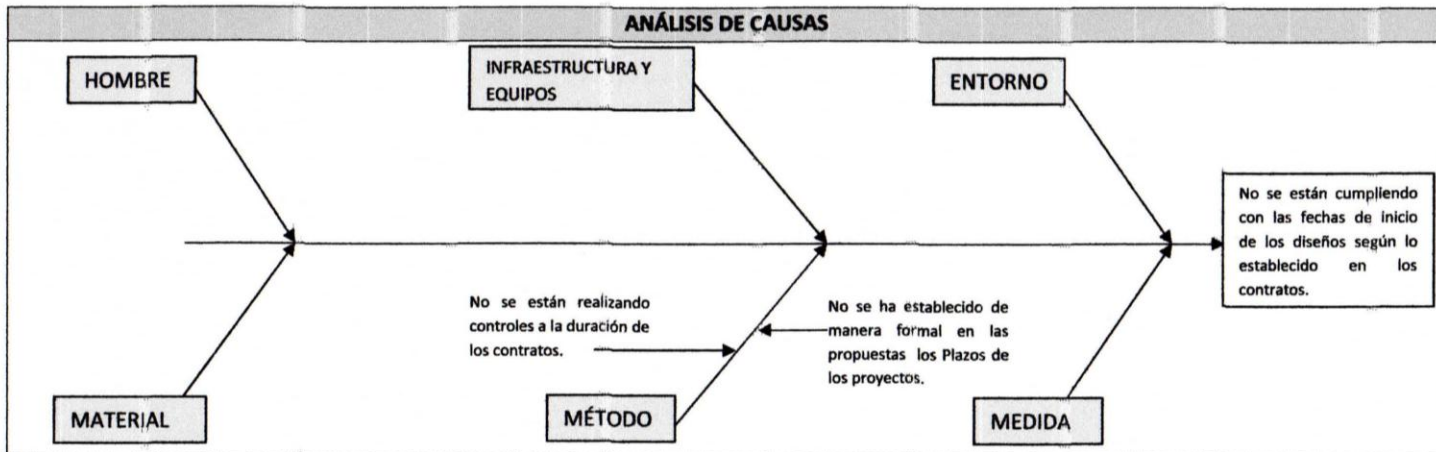 ANÁLISIS DE CAUSAS
HOMBRE
INFRAESTRUCTURA Y
EQUIPOS
ENTORNO
No se están cumpliendo
con las fechas de inicio
de los diseños según lo
establecido en los
contratos.
No se están realizando
controles a la duración de
los contratos.
No se ha establecido de
manera formal en las
propuestas los Plazos de
los proyectos.
MATERIAL
MÉTODO
MEDIDA